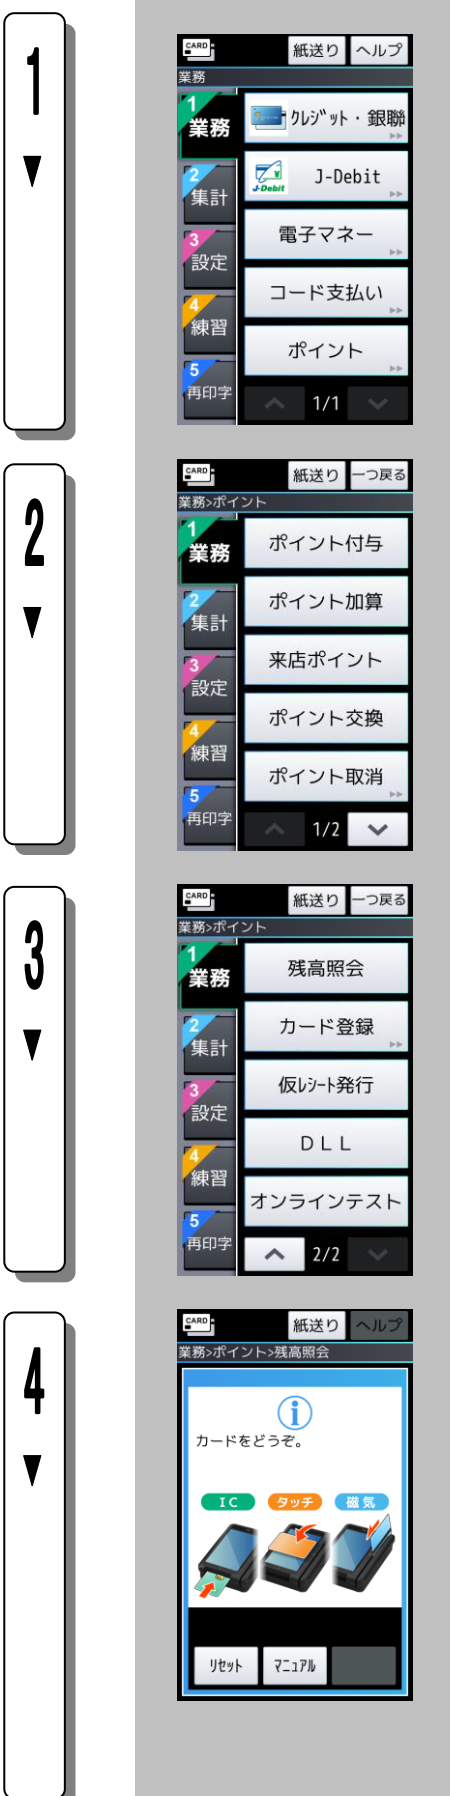 1
▼
CARD
紙送り ヘルプ
業務
1 業務
クレジット・銀聯
2 集計
J-Debit
J-Debit
3 設定
電子マネー
4 練習
コード支払い
5 再印字
ポイント
1/1
2
▼
CARD
紙送り 一つ戻る
業務>ポイント
1 業務
ポイント付与
2 集計
ポイント加算
3 設定
来店ポイント
4 練習
ポイント交換
5 再印字
ポイント取消
1/2
3
▼
CARD
紙送り 一つ戻る
業務>ポイント
1 業務
残高照会
2 集計
カード登録
3 設定
仮レシート発行
4 練習
DLL
5 再印字
オンラインテスト
2/2
4
▼
CARD
紙送り ヘルプ
業務>ポイント>残高照会
カードをどうぞ。
IC タッチ 磁気
リセット マニュアル